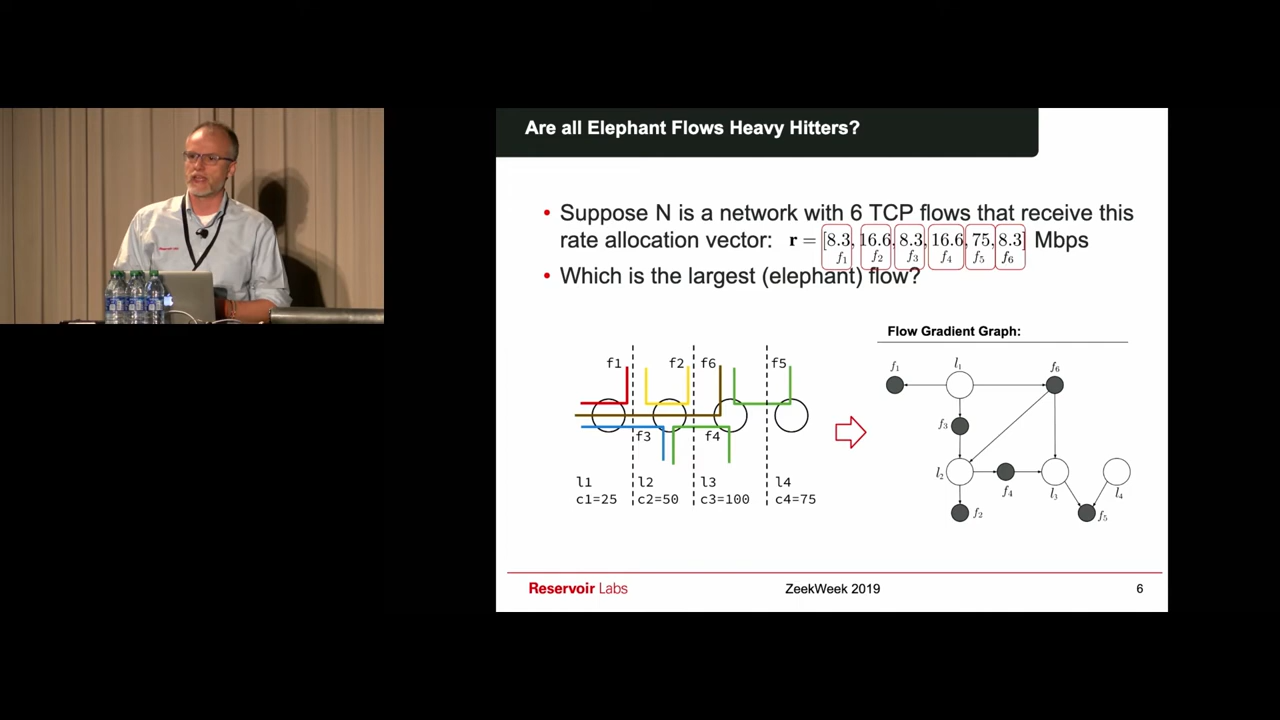 Are all Elephant Flows Heavy Hitters?
• Suppose N is a network with 6 TCP flows that receive this
rate allocation vector: r = [8.3, 16.6, 8.3, 16.6, 75, 8.3] Mbps
f1 f2 f3 f4 f5 f6
• Which is the largest (elephant) flow?
Flow Gradient Graph:
f1 f2 f6 f5
f3 f4
l1 l2 l3 l4
c1=25 c2=50 c3=100 c4=75
f1 l1 f6
f3
l2 f4 l3 l4
f2 f5
Reservoir Labs ZeekWeek 2019 6